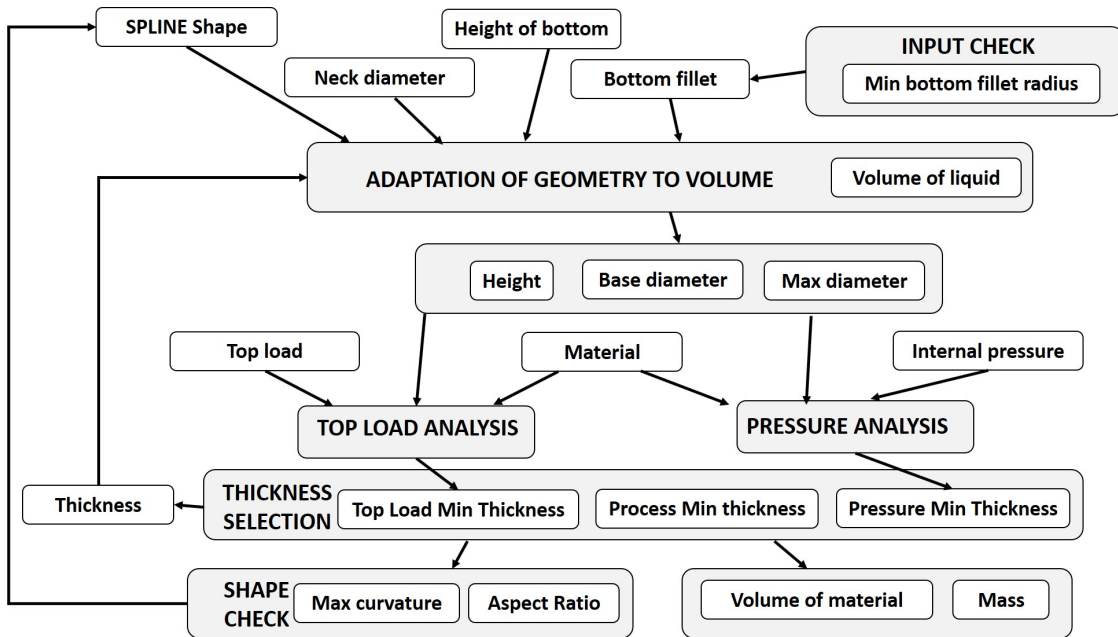 SPLINE Shape
Height of bottom
INPUT CHECK
Neck diameter
Bottom fillet
Min bottom fillet radius
ADAPTATION OF GEOMETRY TO VOLUME
Volume of liquid
Height
Base diameter
Max diameter
Top load
Material
Internal pressure
TOP LOAD ANALYSIS
PRESSURE ANALYSIS
Thickness
THICKNESS
SELECTION
Top Load Min Thickness
Process Min thickness
Pressure Min Thickness
SHAPE
CHECK
Max curvature
Aspect Ratio
Volume of material
Mass